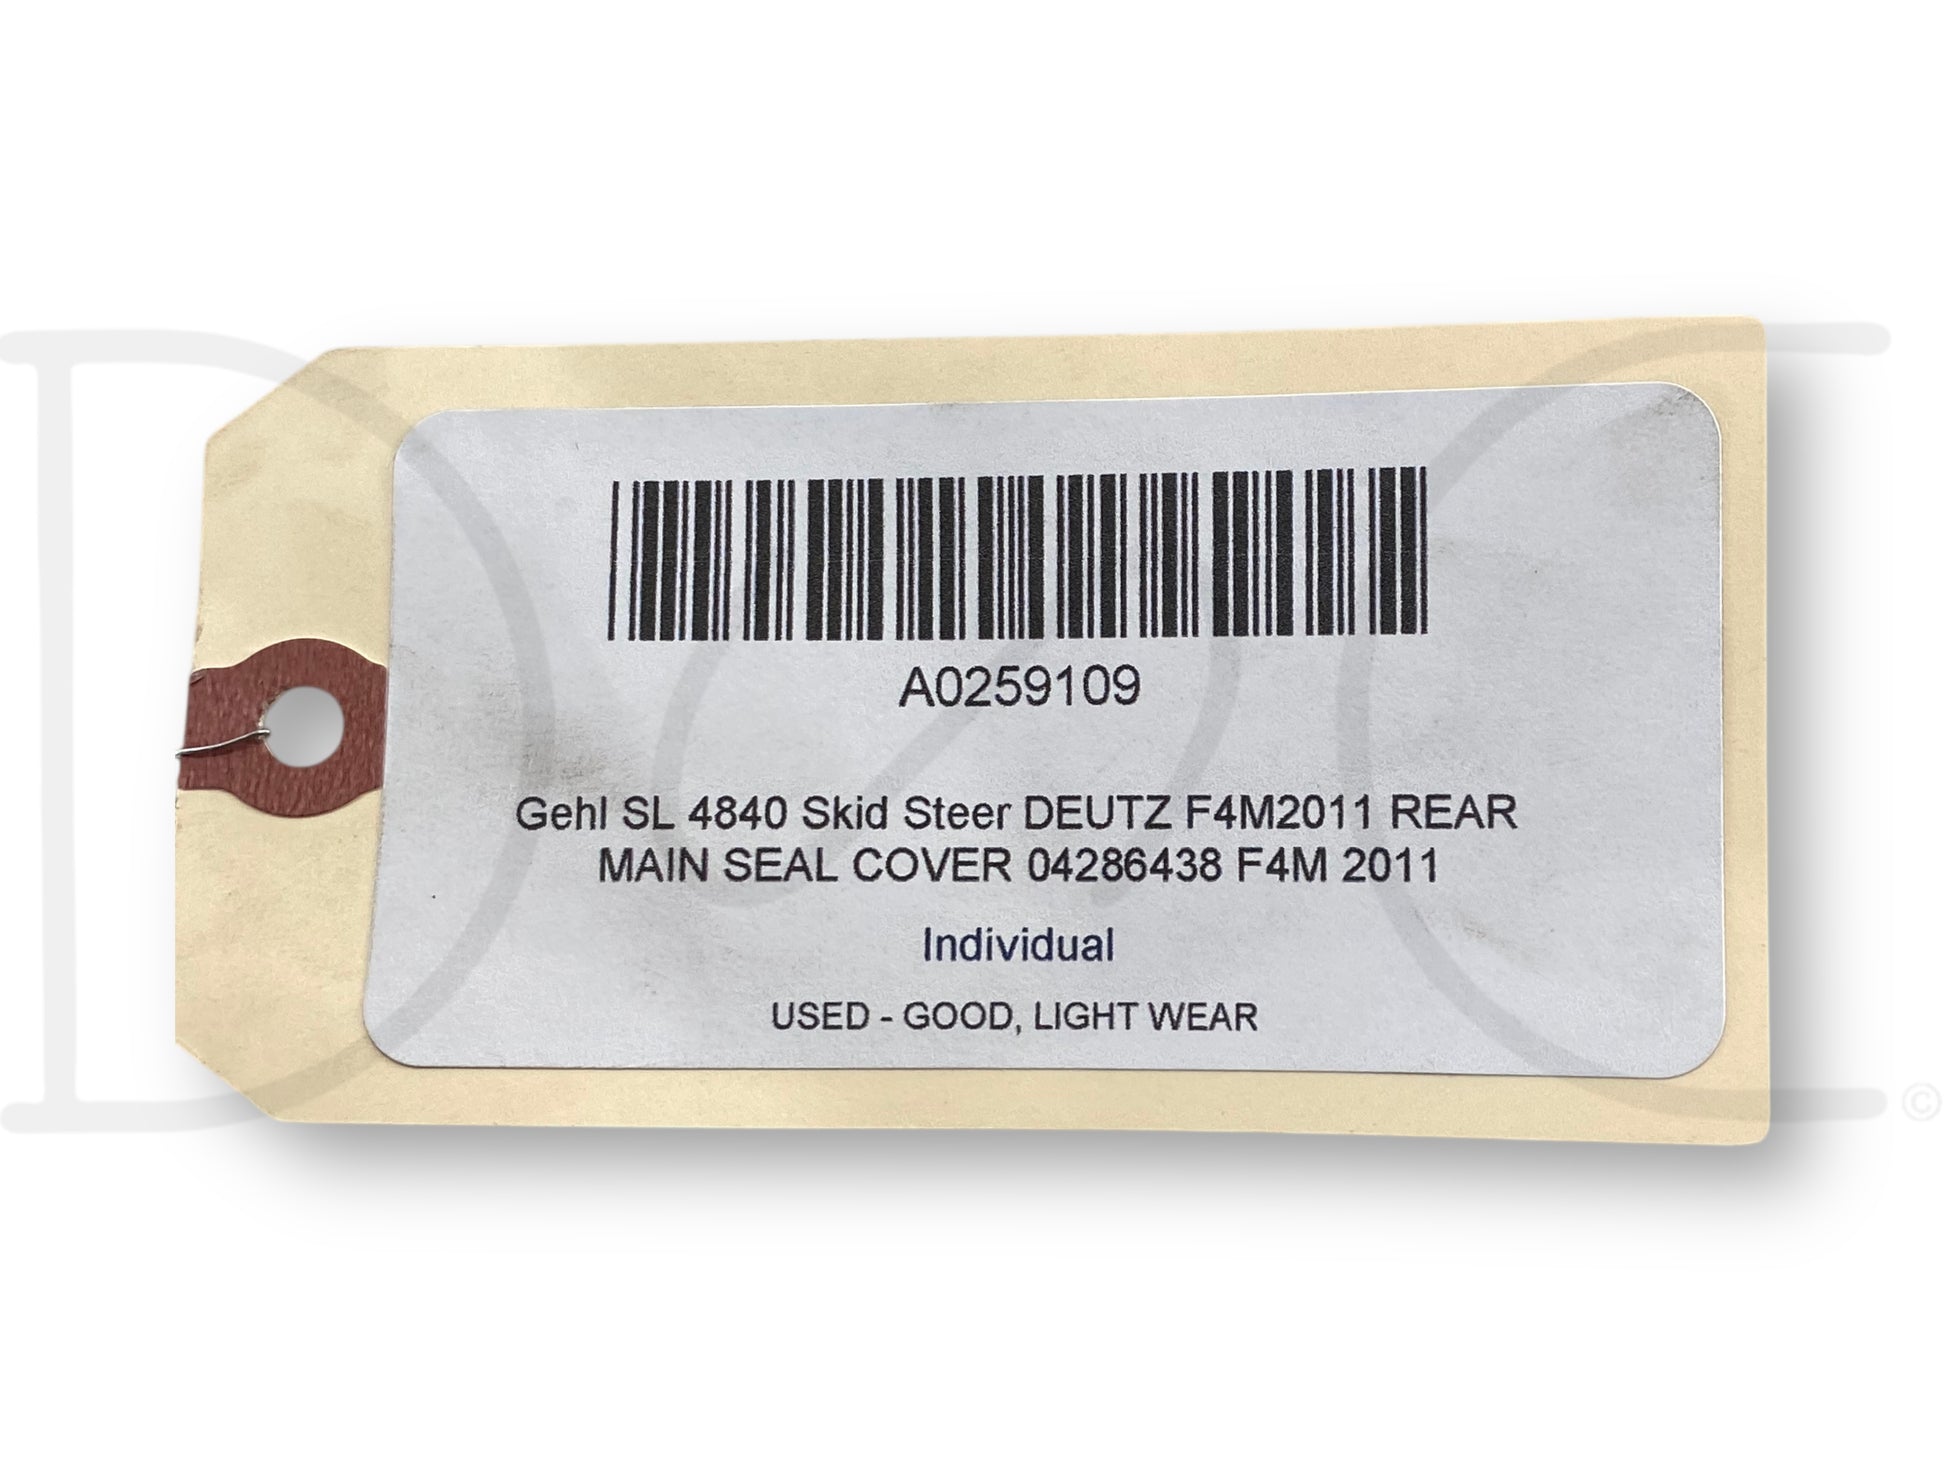 A0259109
Gehl SL 4840 Skid Steer DEUTZ F4M2011 REAR
MAIN SEAL COVER 04286438 F4M 2011
Individual
USED - GOOD, LIGHT WEAR
©